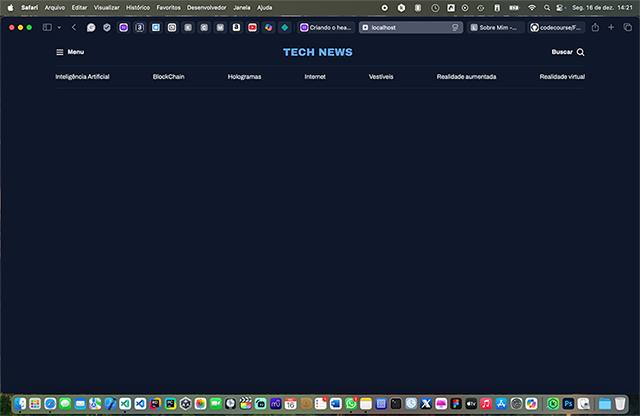 Safari Arquivo Editar Visualizar Histórico Favoritos Desenvolvedor Janela Ajuda Seg. 16 de dez. 14:21
Criando o hea... localhost Sobre Mim -... codecourse/F...
Menu TECH NEWS Buscar
Inteligência Artificial BlockChain Hologramas Internet Vestíveis Realidade aumentada Realidade virtual
16